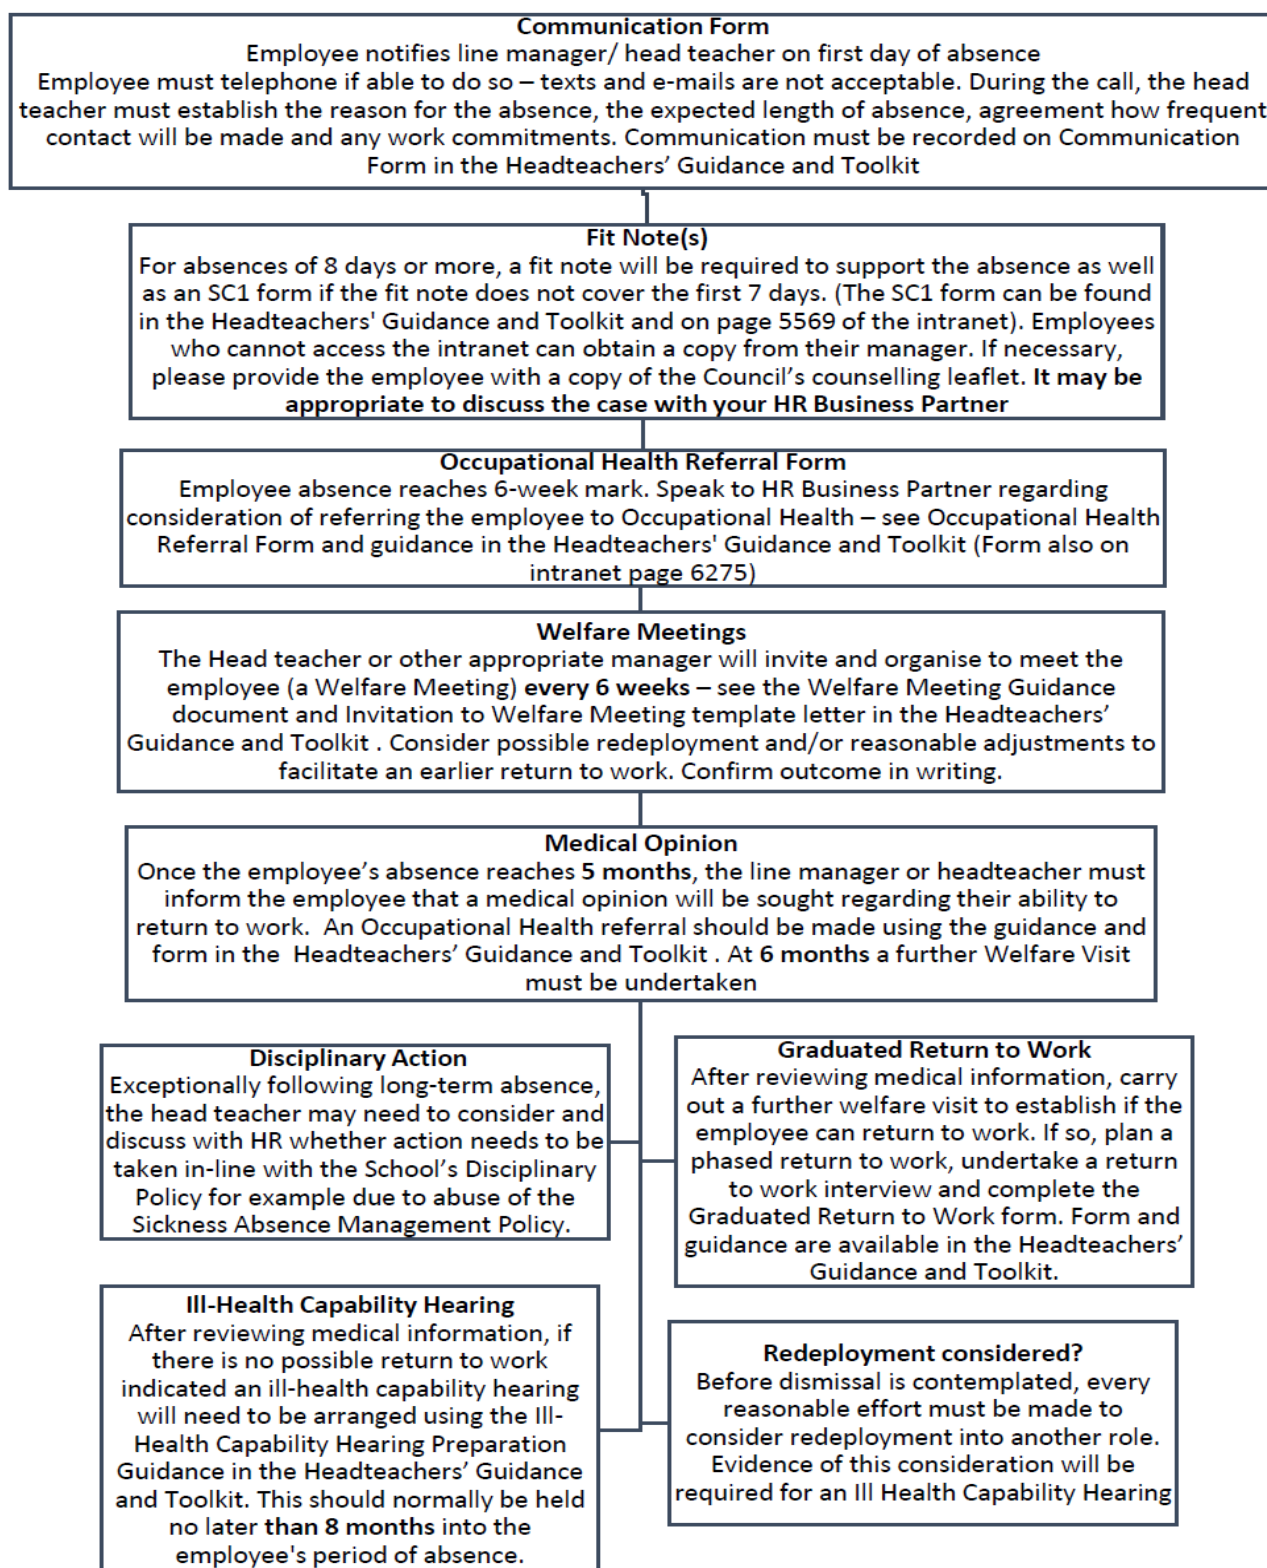 Communication Form
Employee notifies line manager/ head teacher on first day of absence
Employee must telephone if able to do so – texts and e-mails are not acceptable. During the call, the head
teacher must establish the reason for the absence, the expected length of absence, agreement how frequent
contact will be made and any work commitments. Communication must be recorded on Communication
Form in the Headteachers’ Guidance and Toolkit
Fit Note(s)
For absences of 8 days or more, a fit note will be required to support the absence as well
as an SC1 form if the fit note does not cover the first 7 days. (The SC1 form can be found
in the Headteachers' Guidance and Toolkit and on page 5569 of the intranet). Employees
who cannot access the intranet can obtain a copy from their manager. If necessary,
please provide the employee with a copy of the Council’s counselling leaflet. It may be
appropriate to discuss the case with your HR Business Partner
Occupational Health Referral Form
Employee absence reaches 6-week mark. Speak to HR Business Partner regarding
consideration of referring the employee to Occupational Health – see Occupational Health
Referral Form and guidance in the Headteachers' Guidance and Toolkit (Form also on
intranet page 6275)
Welfare Meetings
The Head teacher or other appropriate manager will invite and organise to meet the
employee (a Welfare Meeting) every 6 weeks – see the Welfare Meeting Guidance
document and Invitation to Welfare Meeting template letter in the Headteachers’
Guidance and Toolkit . Consider possible redeployment and/or reasonable adjustments to
facilitate an earlier return to work. Confirm outcome in writing.
Medical Opinion
Once the employee’s absence reaches 5 months, the line manager or headteacher must
inform the employee that a medical opinion will be sought regarding their ability to
return to work.  An Occupational Health referral should be made using the guidance and
form in the  Headteachers’ Guidance and Toolkit . At 6 months a further Welfare Visit
must be undertaken
Disciplinary Action
Exceptionally following long-term absence,
the head teacher may need to consider and
discuss with HR whether action needs to be
taken in-line with the School’s Disciplinary
Policy for example due to abuse of the
Sickness Absence Management Policy.
Graduated Return to Work
After reviewing medical information, carry
out a further welfare visit to establish if the
employee can return to work. If so, plan a
phased return to work, undertake a return
to work interview and complete the
Graduated Return to Work form. Form and
guidance are available in the Headteachers’
Guidance and Toolkit.
Ill-Health Capability Hearing
After reviewing medical information, if
there is no possible return to work
indicated an ill-health capability hearing
will need to be arranged using the Ill-
Health Capability Hearing Preparation
Guidance in the Headteachers’ Guidance
and Toolkit. This should normally be held
no later than 8 months into the
employee's period of absence.
Redeployment considered?
Before dismissal is contemplated, every
reasonable effort must be made to
consider redeployment into another role.
Evidence of this consideration will be
required for an Ill Health Capability Hearing